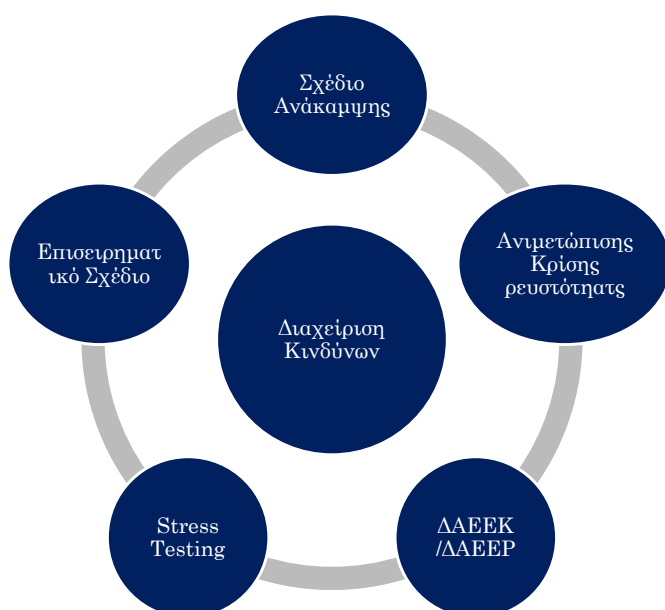 Σχέδιο
Ανάκαμψης
Ανιμετώπισης
Κρίσης
ρευστότηατς
Επισειρηματ
ικό Σχέδιο
Διαχείριση
Κινδύνων
Stress
Testing
ΔΑΕΕΚ
/ΔΑΕΕΡ